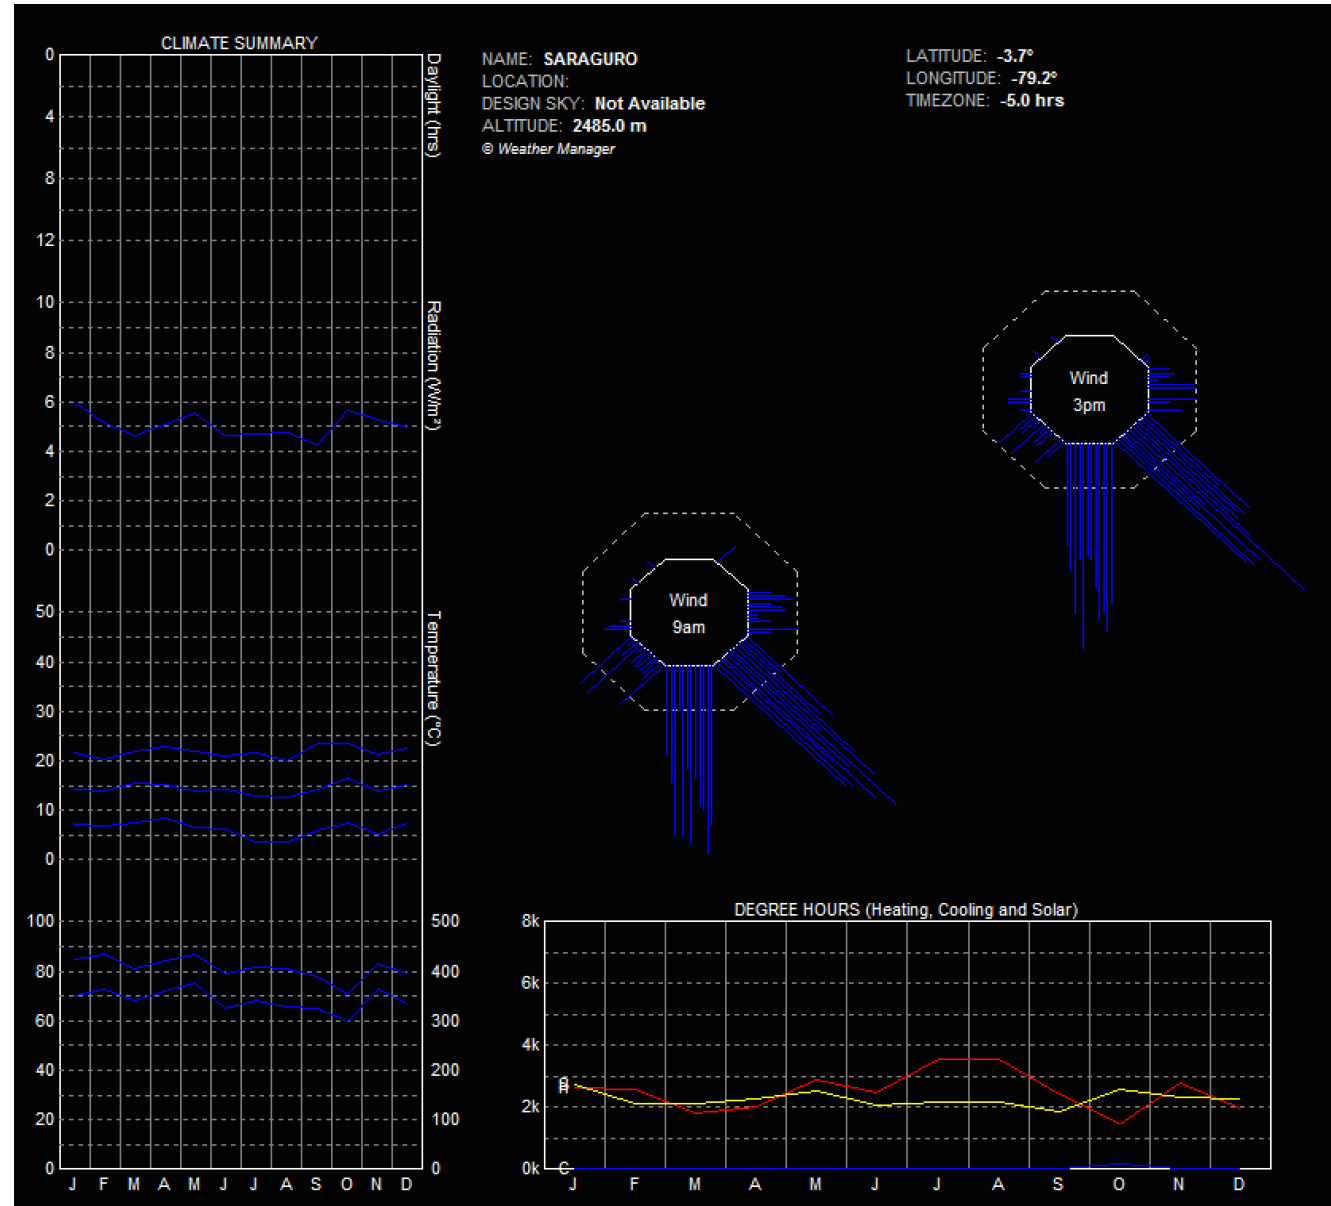 CLIMATE SUMMARY
NAME: SARAGURO
LOCATION:
DESIGN SKY: Not Available
ALTITUDE: 2485.0 m
© Weather Manager
LATITUDE: -3.7°
LONGITUDE: -79.2°
TIMEZONE: -5.0 hrs
0
4
8
12
Daylight (hrs)
10
8
6
4
2
0
Radiation (W/m²)
50
40
30
20
10
0
Temperature (°C)
100
80
60
40
20
0
500
400
300
200
100
0
J F M A M J J A S O N D
Wind
3pm
Wind
9am
DEGREE HOURS (Heating, Cooling and Solar)
8k
6k
4k
2k
0k
C
J F M A M J J A S O N D